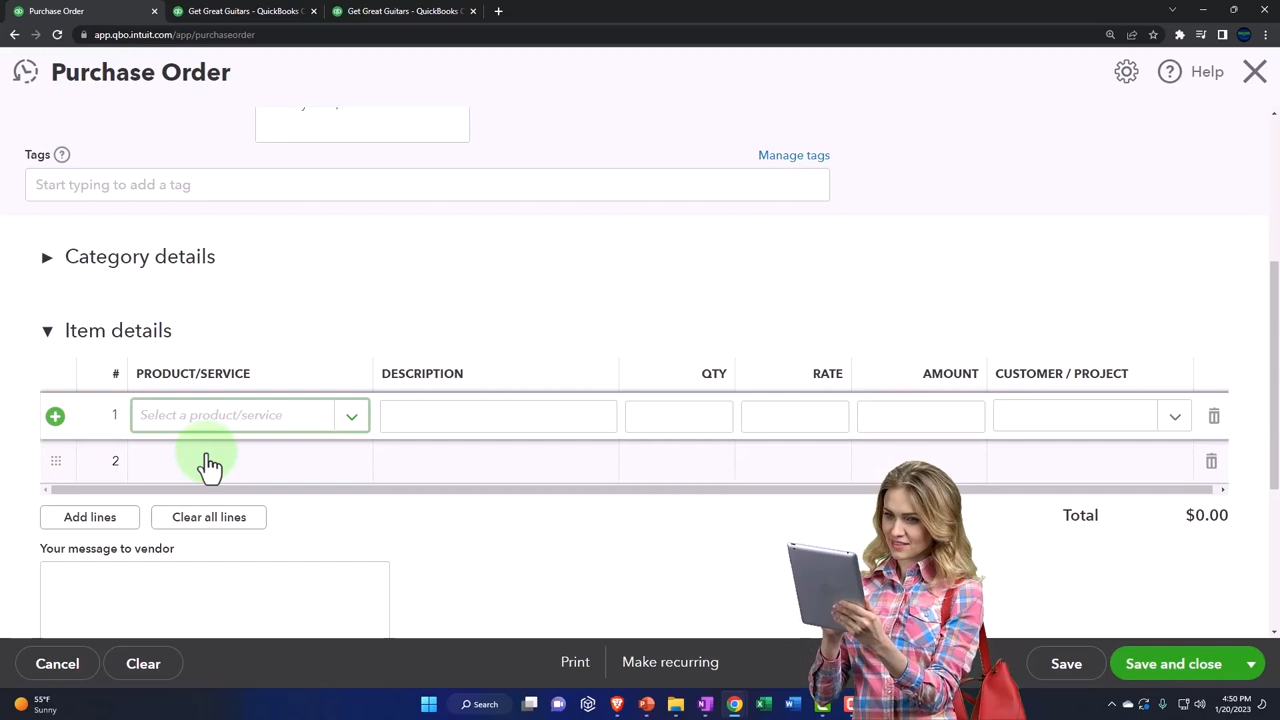 Purchase Order
Get Great Guitars - QuickBooks
Get Great Guitars - QuickBooks
app.qbo.intuit.com/app/purchaseorder
Purchase Order
Help
Tags ?
Manage tags
Start typing to add a tag
Category details
Item details
# PRODUCT/SERVICE DESCRIPTION QTY RATE AMOUNT CUSTOMER / PROJECT
1 Select a product/service
2
Add lines Clear all lines Total $0.00
Your message to vendor
Cancel Clear Print Make recurring Save Save and close
55°F
Sunny
Search
4:50 PM
1/20/2023